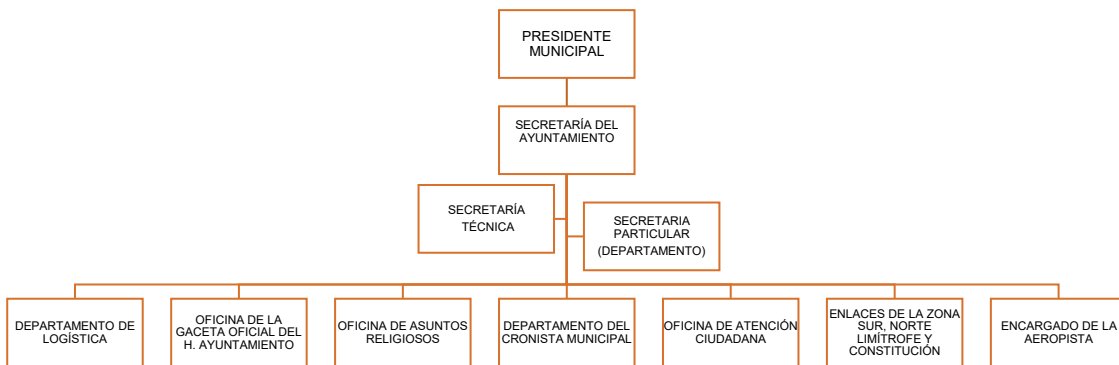 PRESIDENTE
MUNICIPAL
SECRETARÍA DEL
AYUNTAMIENTO
SECRETARÍA
TÉCNICA
SECRETARIA
PARTICULAR
(DEPARTAMENTO)
DEPARTAMENTO DE
LOGÍSTICA
OFICINA DE LA
GACETA OFICIAL DEL
H. AYUNTAMIENTO
OFICINA DE ASUNTOS
RELIGIOSOS
DEPARTAMENTO DEL
CRONISTA MUNICIPAL
OFICINA DE ATENCIÓN
CIUDADANA
ENLACES DE LA ZONA
SUR, NORTE
LIMÍTROFE Y
CONSTITUCIÓN
ENCARGADO DE LA
AEROPISTA